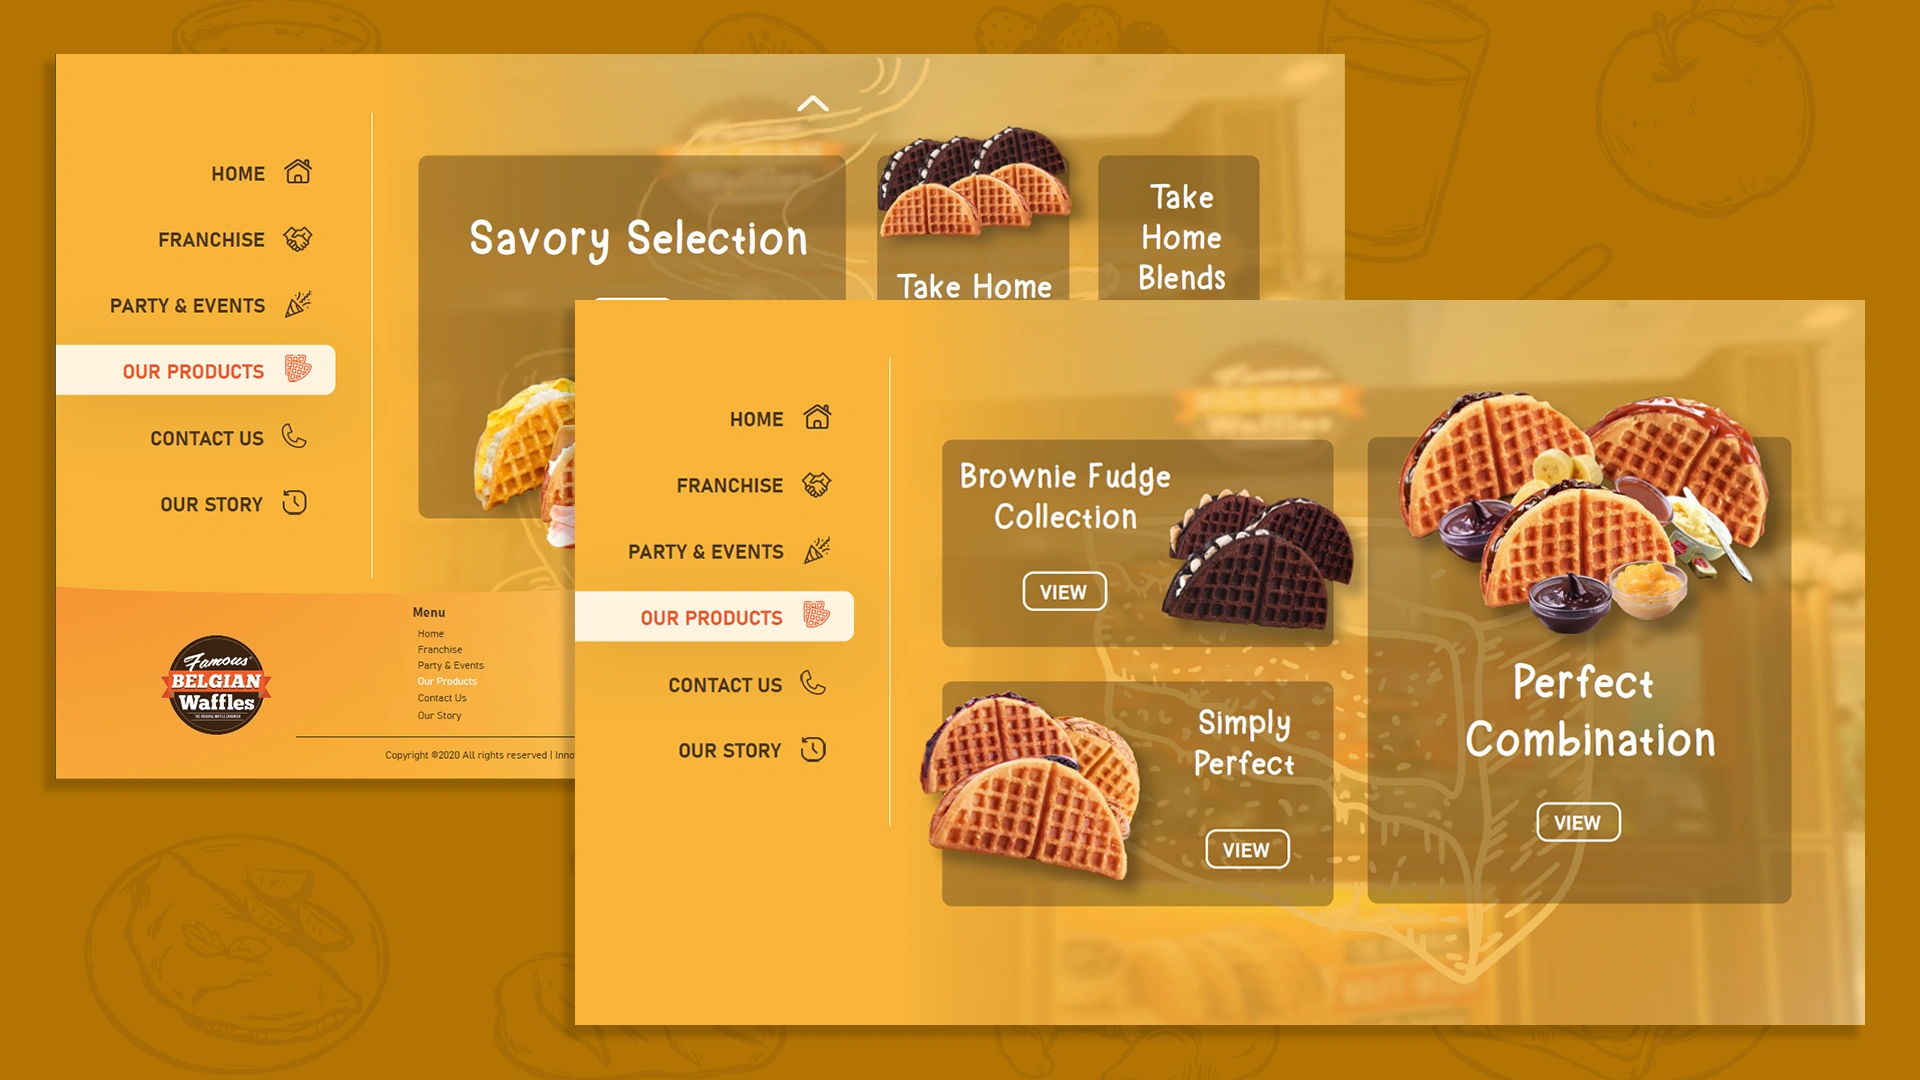 HOME
FRANCHISE
PARTY & EVENTS
OUR PRODUCTS
CONTACT US
OUR STORY
Savory Selection
Take Home
Take
Home
Blends
Famous
BELGIAN
Waffles
Menu
Home
Franchise
Party & Events
Our Products
Contact Us
Our Story
Copyright ©2020 All rights reserved | Inno
HOME
FRANCHISE
PARTY & EVENTS
OUR PRODUCTS
CONTACT US
OUR STORY
BELGIAN
Waffles
Brownie Fudge
Collection
VIEW
Simply
Perfect
VIEW
Perfect
Combination
VIEW